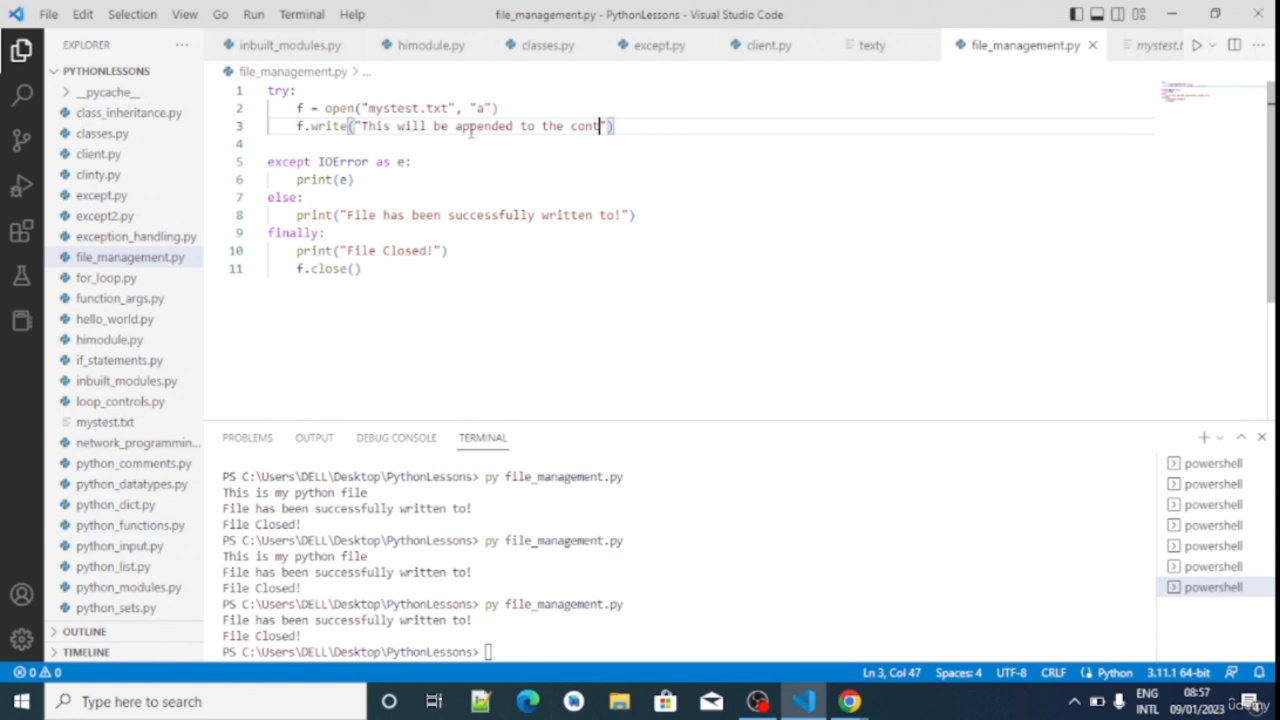 File Edit Selection View Go Run Terminal Help file_management.py - PythonLessons - Visual Studio Code
EXPLORER
inbuilt_modules.py himodule.py classes.py except.py client.py texty file_management.py mystest.t
PYTHONLESSONS
__pycache__
class_inheritance.py
classes.py
client.py
clinty.py
except.py
except2.py
exception_handling.py
file_management.py
for_loop.py
function_args.py
hello_world.py
himodule.py
if_statements.py
inbuilt_modules.py
loop_controls.py
mystest.txt
network_programmin...
python_comments.py
python_datatypes.py
python_dict.py
python_functions.py
python_input.py
python_list.py
python_modules.py
python_sets.py
OUTLINE
TIMELINE
file_management.py > ...
1 try:
2 f = open("mystest.txt", "a")
3 f.write("This will be appended to the cont")
4
5 except IOError as e:
6 print(e)
7 else:
8 print("File has been successfully written to!")
9 finally:
10 print("File Closed!")
11 f.close()
PROBLEMS OUTPUT DEBUG CONSOLE TERMINAL
PS C:\Users\DELL\Desktop\PythonLessons> py file_management.py
This is my python file
File has been successfully written to!
File Closed!
PS C:\Users\DELL\Desktop\PythonLessons> py file_management.py
This is my python file
File has been successfully written to!
File Closed!
PS C:\Users\DELL\Desktop\PythonLessons> py file_management.py
File has been successfully written to!
File Closed!
PS C:\Users\DELL\Desktop\PythonLessons>
powershell
powershell
powershell
powershell
powershell
powershell
powershell
0 0 Ln 3, Col 47 Spaces: 4 UTF-8 CRLF Python 3.11.1 64-bit
Type here to search
ENG
INTL
08:57
09/01/2023
udemy